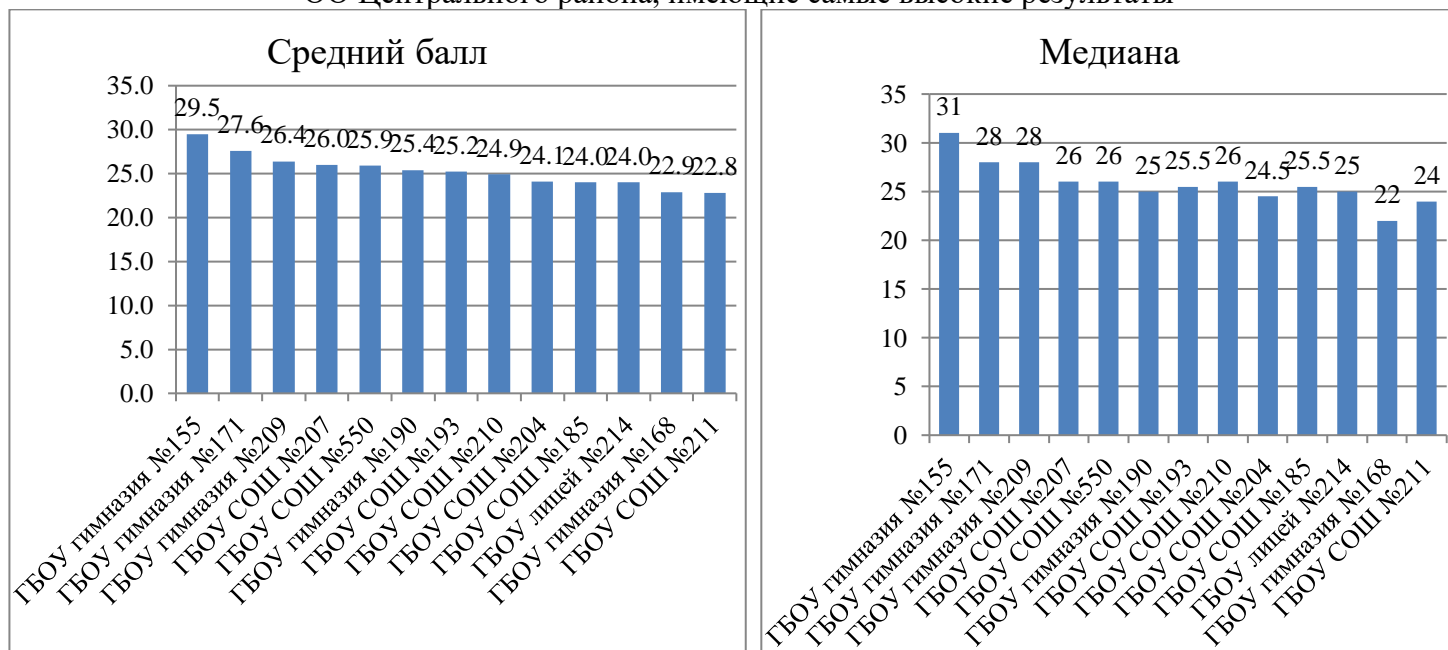 ОО Центрального района, имеющие самые высокие результаты
Средний балл
35.0
30.0
25.0
20.0
15.0
10.0
5.0
0.0
29.5
27.6
26.4
26.0
25.9
25.4
25.2
24.9
24.1
24.0
24.0
22.9
22.8
ГБОУ гимназия №155
ГБОУ гимназия №171
ГБОУ гимназия №209
ГБОУ СОШ №207
ГБОУ СОШ №550
ГБОУ гимназия №190
ГБОУ СОШ №193
ГБОУ СОШ №210
ГБОУ СОШ №204
ГБОУ СОШ №185
ГБОУ лицей №214
ГБОУ гимназия №168
ГБОУ СОШ №211
Медиана
35
30
25
20
15
10
5
0
31
28
28
26
26
25
25.5
26
24.5
25.5
25
22
24
ГБОУ гимназия №155
ГБОУ гимназия №171
ГБОУ гимназия №209
ГБОУ СОШ №207
ГБОУ СОШ №550
ГБОУ гимназия №190
ГБОУ СОШ №193
ГБОУ СОШ №210
ГБОУ СОШ №204
ГБОУ СОШ №185
ГБОУ лицей №214
ГБОУ гимназия №168
ГБОУ СОШ №211